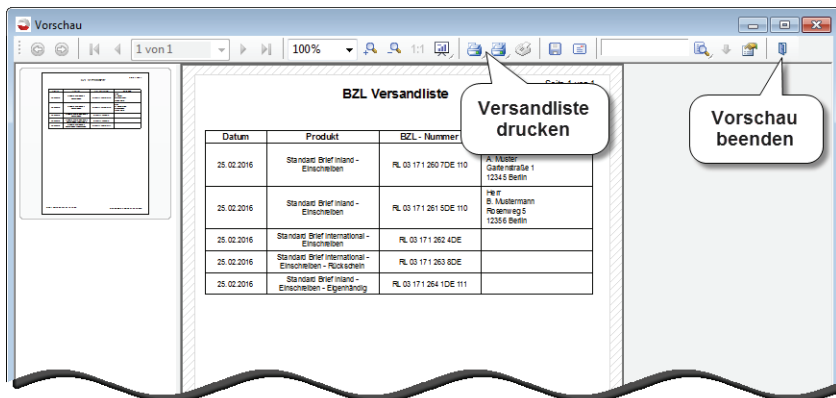 Vorschau
1 von 1
100%
1:1
BZL Versandliste
Versandliste
drucken
Vorschau
beenden
Datum Produkt BZL - Nummer
25.02.2016 Standard Brief Inland - Einschreiben RL 03 171 260 7DE 110
A. Muster
Gartenstraße 1
12345 Berlin
25.02.2016 Standard Brief Inland - Einschreiben RL 03 171 261 5DE 110
Herr
B. Mustermann
Rosenweg 5
12356 Berlin
25.02.2016 Standard Brief International - Einschreiben RL 03 171 262 4DE
25.02.2016 Standard Brief International - Einschreiben - Rückschein RL 03 171 263 8DE
25.02.2016 Standard Brief Inland - Einschreiben - Eigenhändig RL 03 171 264 1DE 111